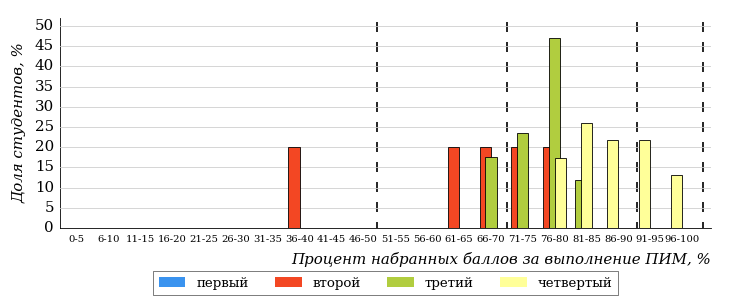 Доля студентов, %
50
45
40
35
30
25
20
15
10
5
0
0-5 6-10 11-15 16-20 21-25 26-30 31-35 36-40 41-45 46-50 51-55 56-60 61-65 66-70 71-75 76-80 81-85 86-90 91-95 96-100
Процент набранных баллов за выполнение ПИМ, %
первый второй третий четвертый